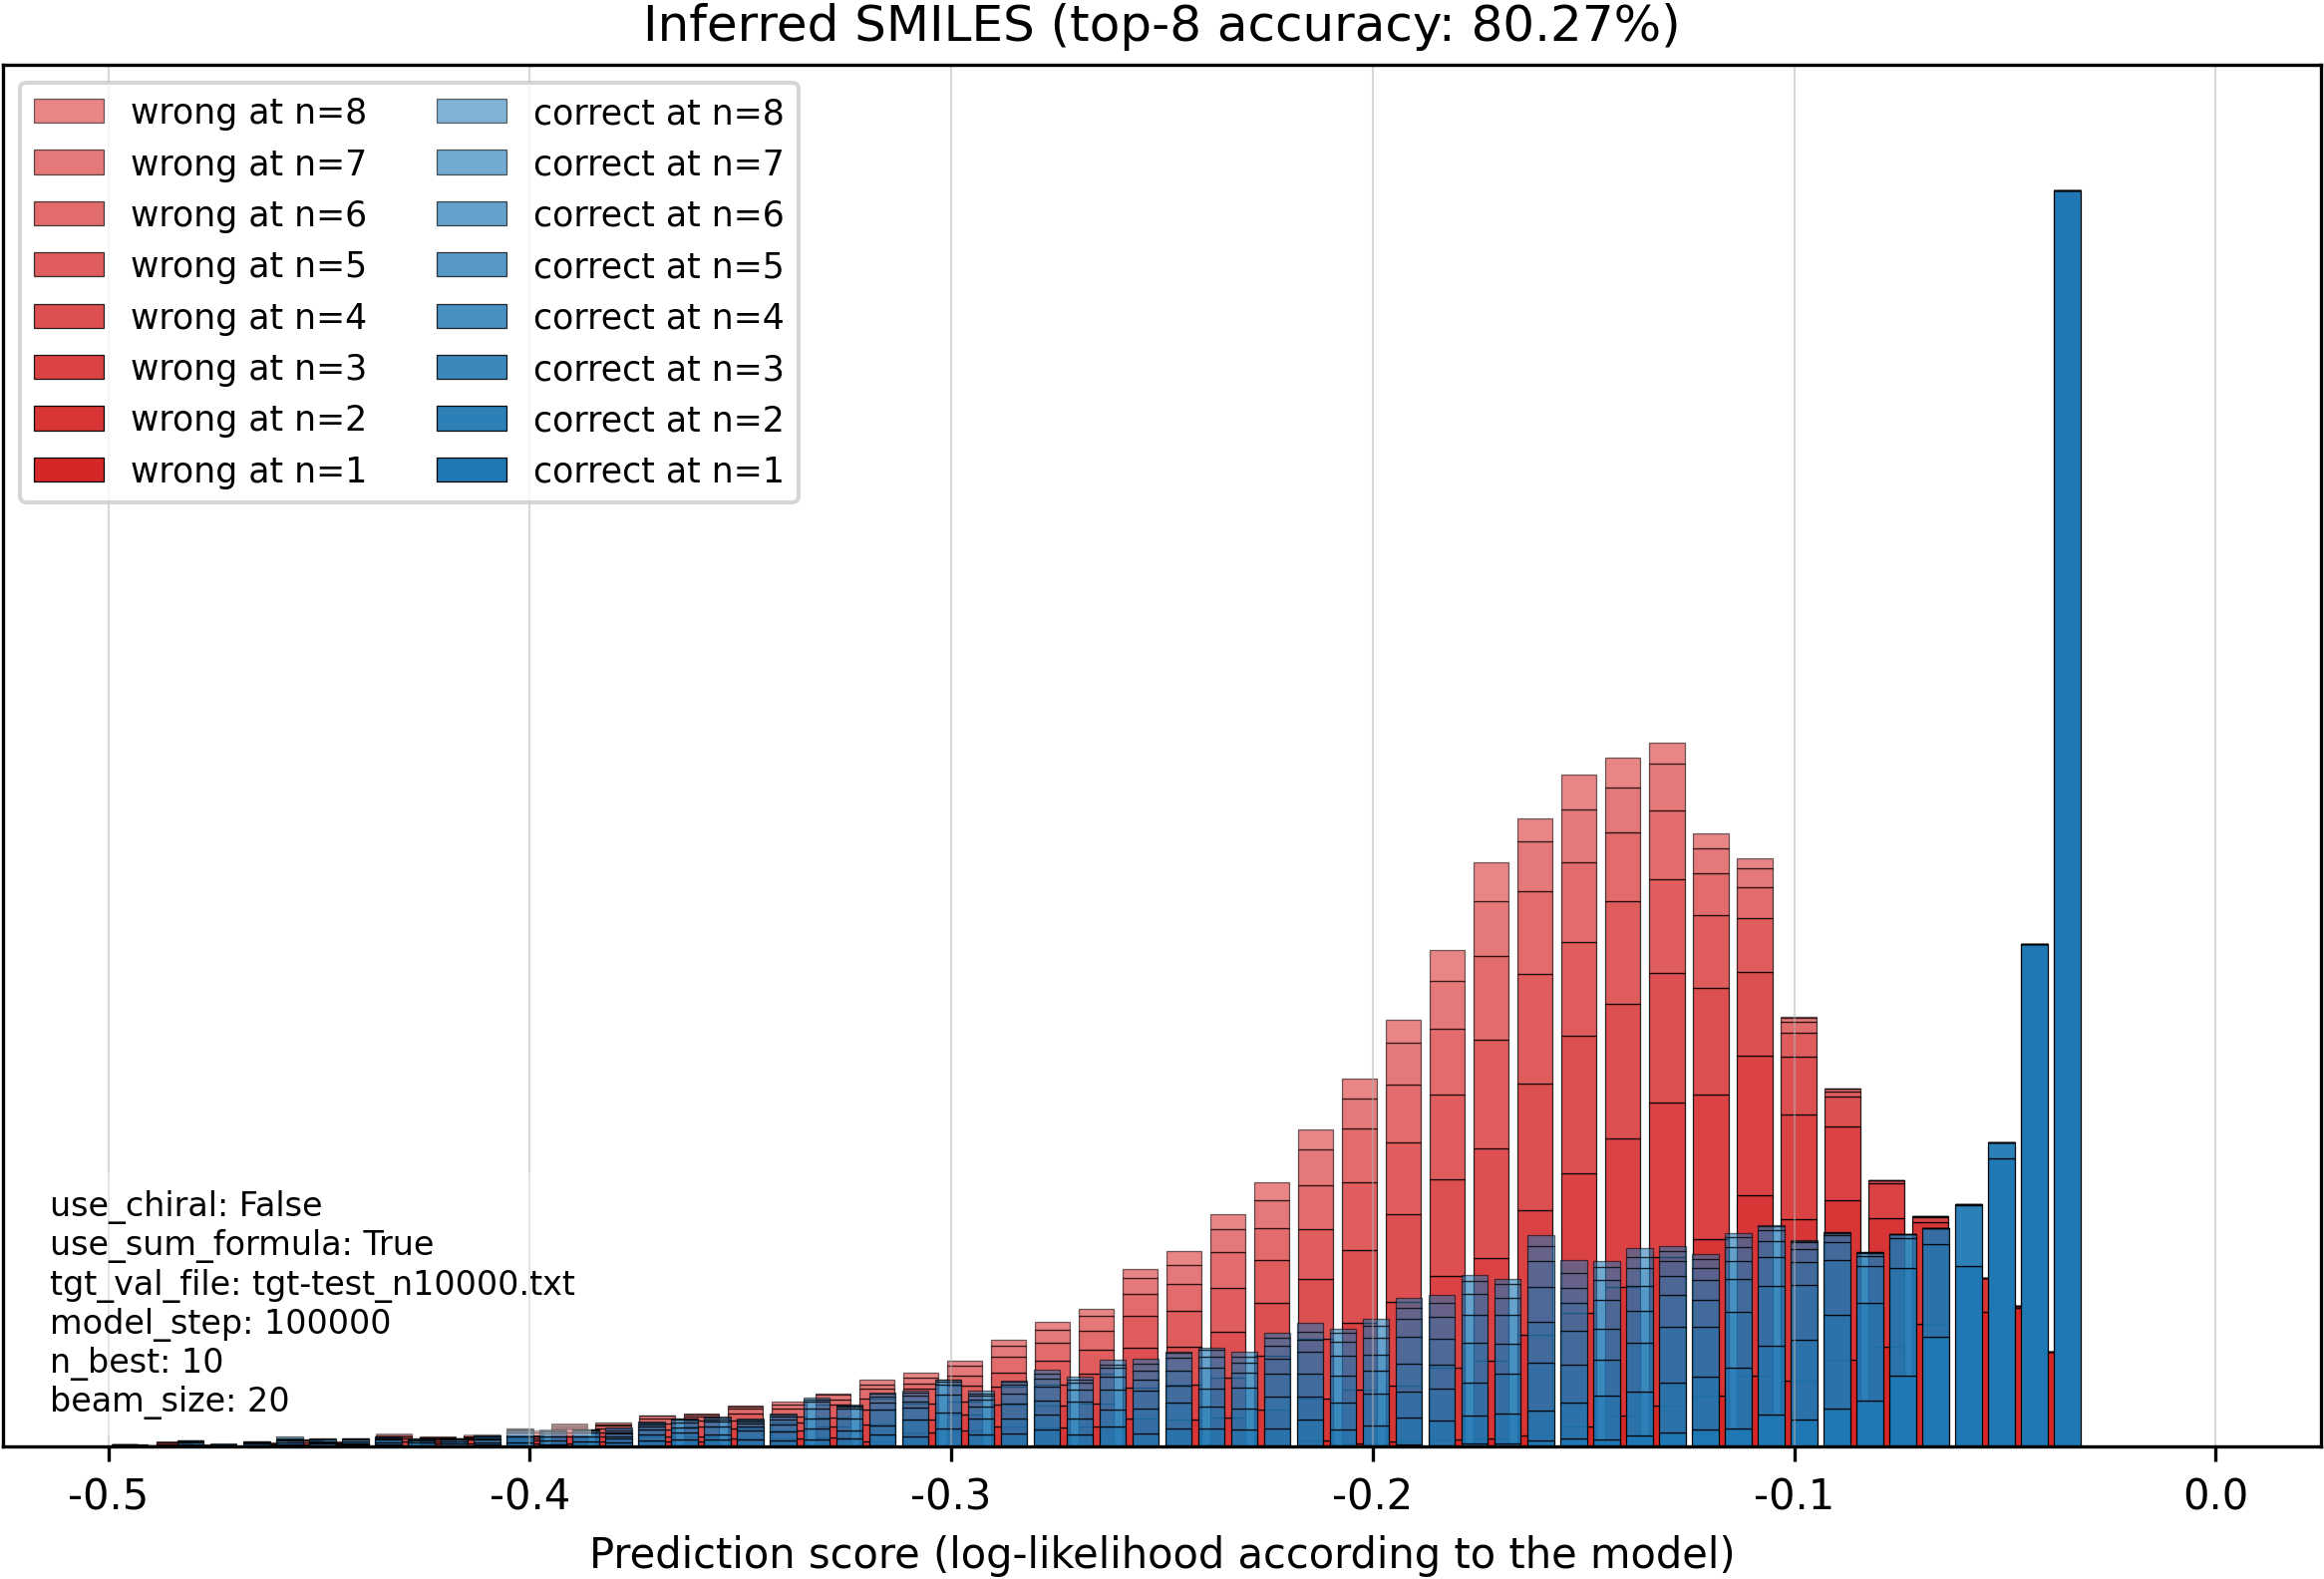 Inferred SMILES (top-8 accuracy: 80.27%)
wrong at n=8
wrong at n=7
wrong at n=6
wrong at n=5
wrong at n=4
wrong at n=3
wrong at n=2
wrong at n=1
correct at n=8
correct at n=7
correct at n=6
correct at n=5
correct at n=4
correct at n=3
correct at n=2
correct at n=1
use_chiral: False
use_sum_formula: True
tgt_val_file: tgt-test_n10000.txt
model_step: 100000
n_best: 10
beam_size: 20
-0.5 -0.4 -0.3 -0.2 -0.1 0.0
Prediction score (log-likelihood according to the model)